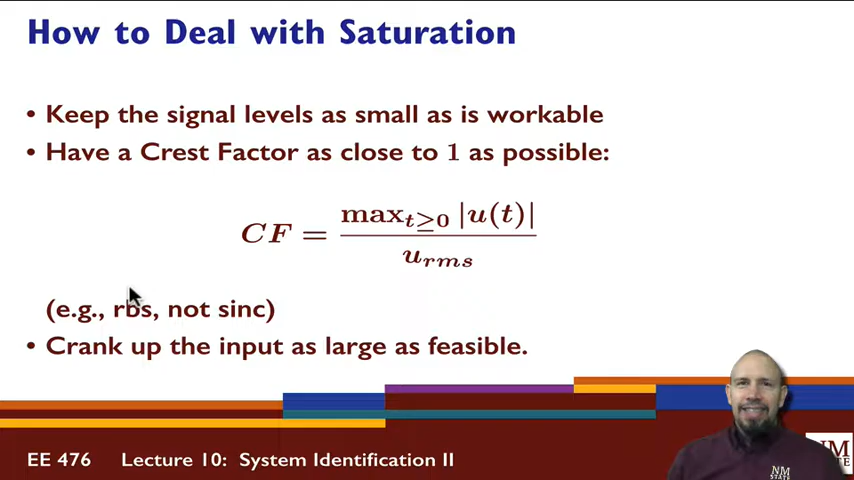 How to Deal with Saturation
• Keep the signal levels as small as is workable
• Have a Crest Factor as close to 1 as possible:
CF = max_{t≥0} |u(t)| / u_{rms}
(e.g., rbs, not sinc)
• Crank up the input as large as feasible.
EE 476 Lecture 10: System Identification II
NM
STATE
NM
STATE